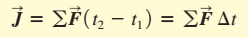 J⃗ = ΣF⃗(t₂ − t₁) = ΣF⃗ Δt